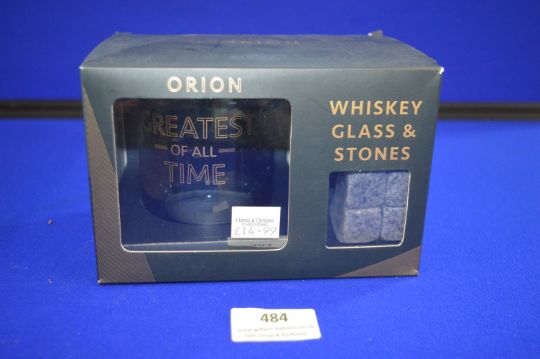 ORION
GREATEST
OF ALL
TIME
WHISKEY
GLASS &
STONES
£14.99
484